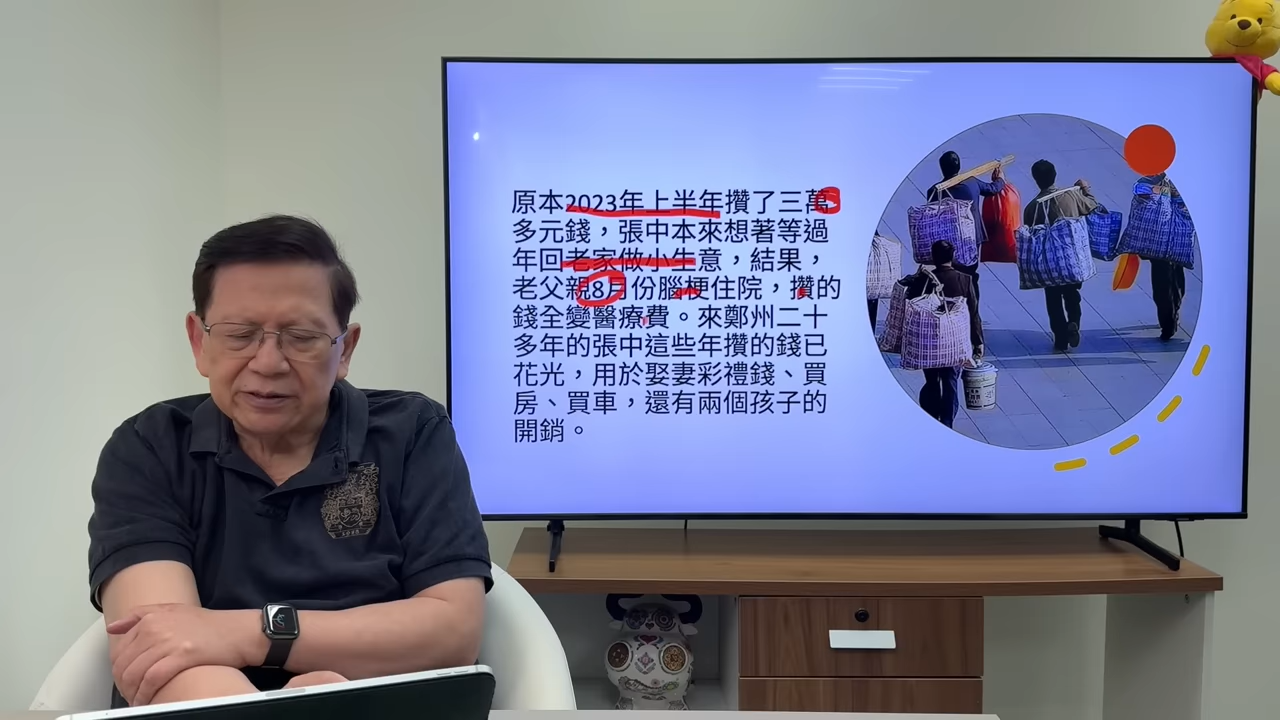 原本2023年上半年攢了三萬
多元錢，張中本來想著等過
年回老家做小生意，結果，
老父親8月份腦梗住院，攢的
錢全變醫療費。來鄭州二十
多年的張中這些年攢的錢已
花光，用於娶妻彩禮錢、買
房、買車，還有兩個孩子的
開銷。